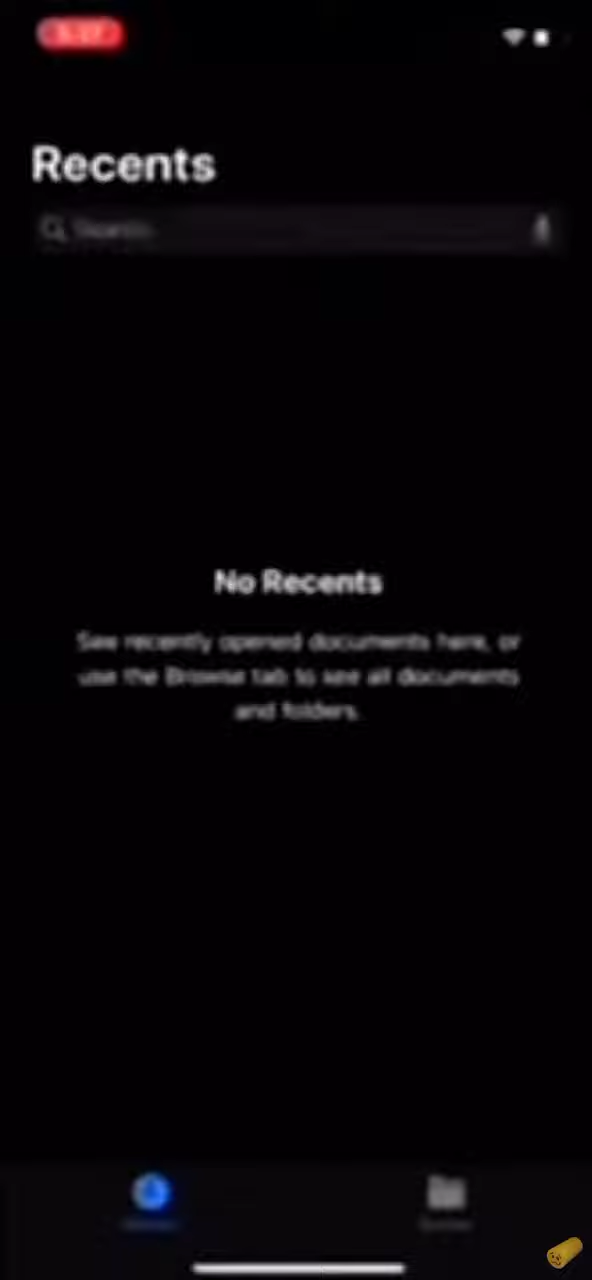 Recents
Search
No Recents
See recently opened documents here, or
use the Browse tab to see all documents
and folders.